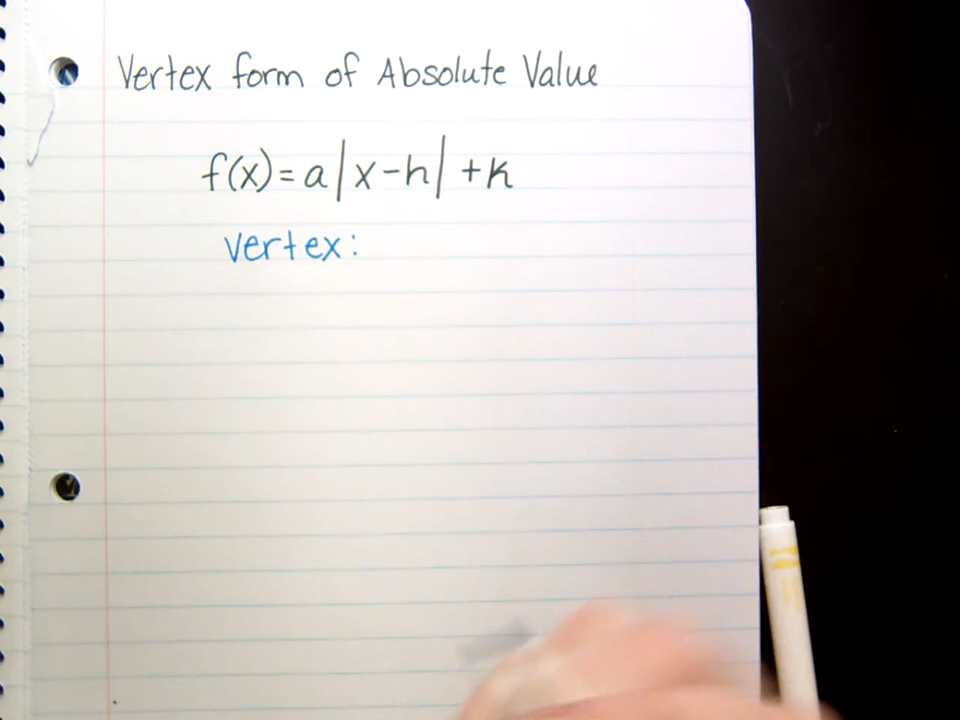 Vertex form of Absolute Value
f(x)=a|x-h|+k
vertex: